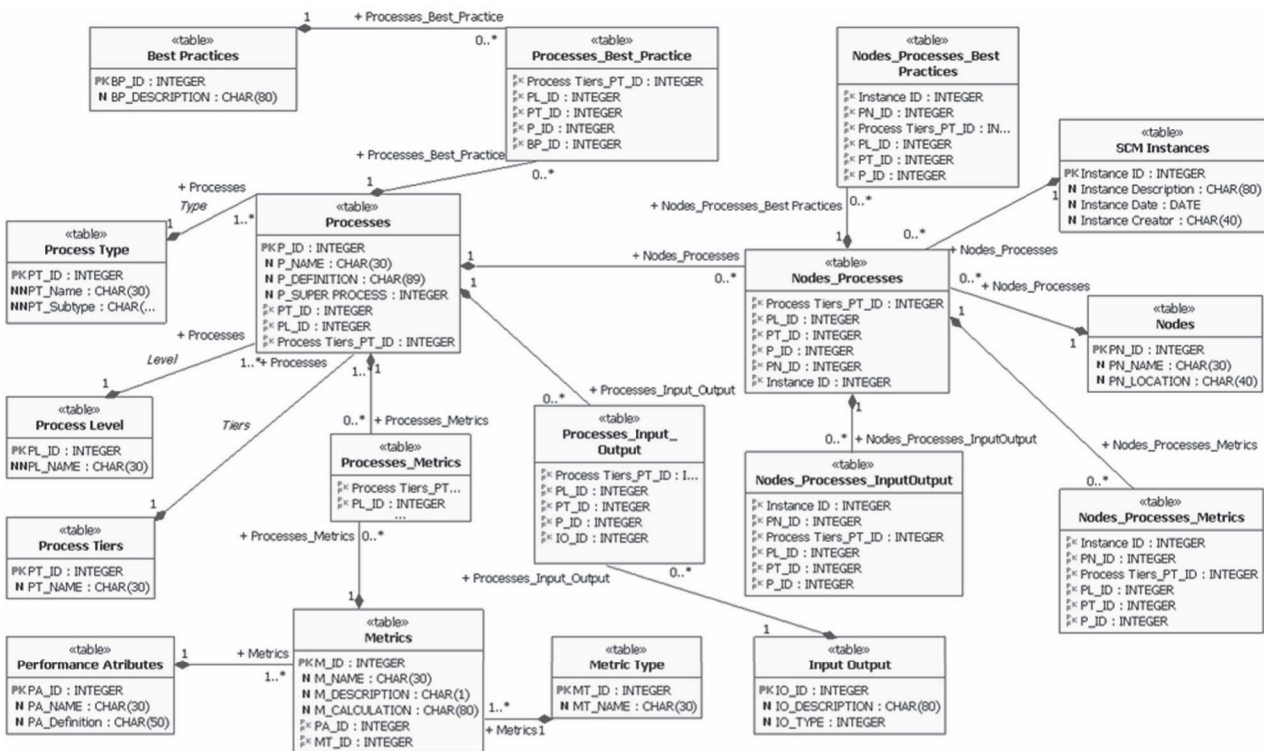 «table»
Best Practices
PK BP_ID : INTEGER
N BP_DESCRIPTION : CHAR(80)
1
+ Processes_Best_Practice
0..*
«table»
Processes_Best_Practice
Process Tiers_PT_ID : INTEGER
PL_ID : INTEGER
PT_ID : INTEGER
P_ID : INTEGER
BP_ID : INTEGER
+ Processes_Best_Practice
0..*
1
«table»
Nodes_Processes_Best
Practices
Instance ID : INTEGER
PN_ID : INTEGER
Process Tiers_PT_ID : IN...
PL_ID : INTEGER
PT_ID : INTEGER
P_ID : INTEGER
+ Nodes_Processes_Best Practices
0..*
1
«table»
SCM Instances
PK Instance ID : INTEGER
N Instance Description : CHAR(80)
N Instance Date : DATE
N Instance Creator : CHAR(40)
1
0..*
+ Nodes_Processes
«table»
Process Type
PK PT_ID : INTEGER
NN PT_Name : CHAR(30)
NN PT_Subtype : CHAR(...
+ Processes
Type
1
1..*
«table»
Processes
PK P_ID : INTEGER
N P_NAME : CHAR(30)
N P_DEFINITION : CHAR(89)
N P_SUPER PROCESS : INTEGER
PT_ID : INTEGER
PL_ID : INTEGER
Process Tiers_PT_ID : INTEGER
1
+ Nodes_Processes
0..*
1
«table»
Nodes_Processes
Process Tiers_PT_ID : INTEGER
PL_ID : INTEGER
PT_ID : INTEGER
P_ID : INTEGER
PN_ID : INTEGER
Instance ID : INTEGER
0..*
+ Nodes_Processes
1
1
«table»
Nodes
PK PN_ID : INTEGER
N PN_NAME : CHAR(30)
N PN_LOCATION : CHAR(40)
+ Processes
Level
1..*
1
+ Processes
Tiers
1..
1
1
«table»
Process Level
PK PL_ID : INTEGER
NN PL_NAME : CHAR(30)
«table»
Process Tiers
PK PT_ID : INTEGER
N PT_NAME : CHAR(30)
0..*
+ Processes_Metrics
«table»
Processes_Metrics
Process Tiers_PT...
PL_ID : INTEGER
...
+ Processes_Metrics
0..*
1
+ Processes_Input_Output
0..*
«table»
Processes_Input_
Output
Process Tiers_PT_ID : I...
PL_ID : INTEGER
PT_ID : INTEGER
P_ID : INTEGER
IO_ID : INTEGER
+ Processes_Input_Output
0..*
1
1
0..*
+ Nodes_Processes_InputOutput
«table»
Nodes_Processes_InputOutput
Instance ID : INTEGER
PN_ID : INTEGER
Process Tiers_PT_ID : INTEGER
PL_ID : INTEGER
PT_ID : INTEGER
P_ID : INTEGER
+ Nodes_Processes_Metrics
0..*
«table»
Nodes_Processes_Metrics
Instance ID : INTEGER
PN_ID : INTEGER
Process Tiers_PT_ID : INTEGER
PL_ID : INTEGER
PT_ID : INTEGER
P_ID : INTEGER
«table»
Performance Atributes
PK PA_ID : INTEGER
N PA_NAME : CHAR(30)
N PA_Definition : CHAR(50)
1
+ Metrics
1..*
«table»
Metrics
PK M_ID : INTEGER
N M_NAME : CHAR(30)
N M_DESCRIPTION : CHAR(1)
N M_CALCULATION : CHAR(80)
PA_ID : INTEGER
MT_ID : INTEGER
1..*
+ Metrics
1
«table»
Metric Type
PK MT_ID : INTEGER
N MT_NAME : CHAR(30)
«table»
Input Output
PK IO_ID : INTEGER
N IO_DESCRIPTION : CHAR(80)
N IO_TYPE : INTEGER